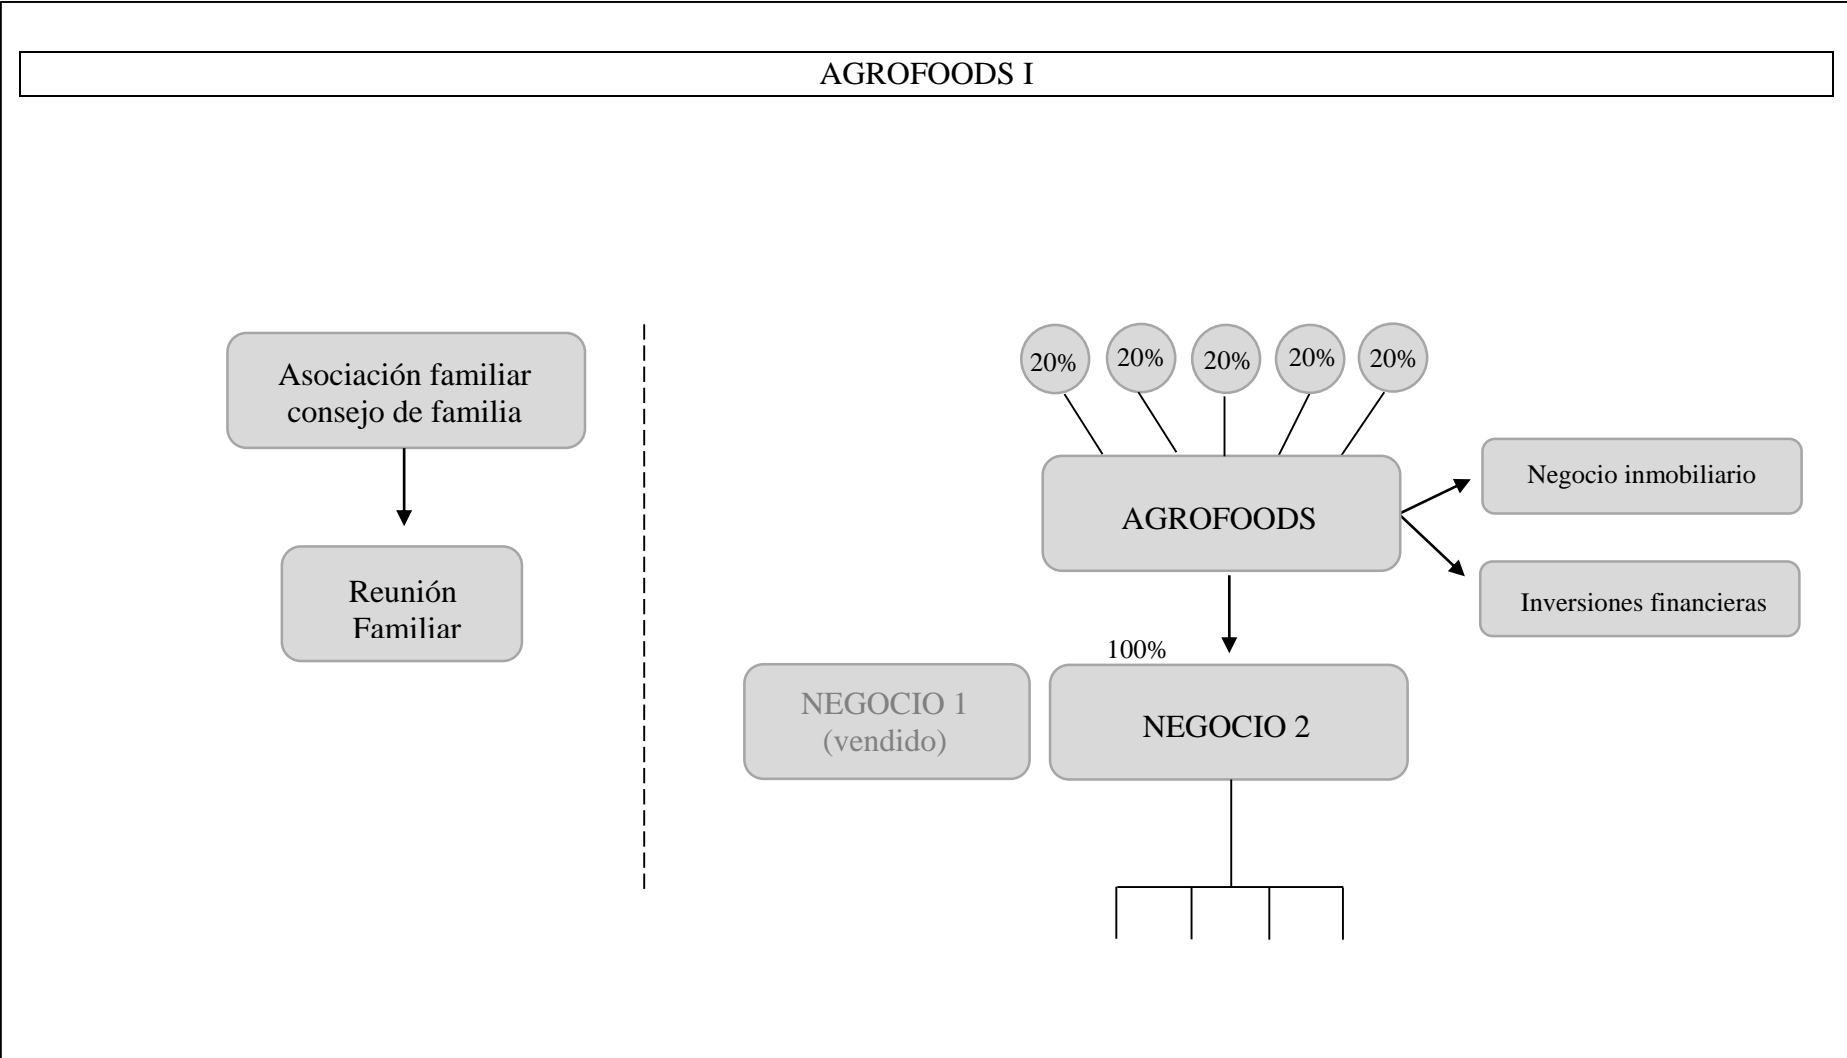 AGROFOODS I
Asociación familiar
consejo de familia
Reunión
Familiar
20%
20%
20%
20%
20%
AGROFOODS
Negocio inmobiliario
Inversiones financieras
100%
NEGOCIO 1
(vendido)
NEGOCIO 2